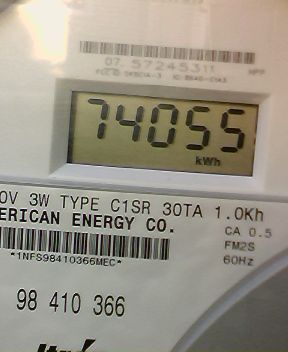 07. 57245311
74055
kWh
0V 3W TYPE C1SR 30TA 1.0Kh
ERICAN ENERGY CO.
CA 0.5
FM2S
*1NFS98410366MEC*
60Hz
98 410 366